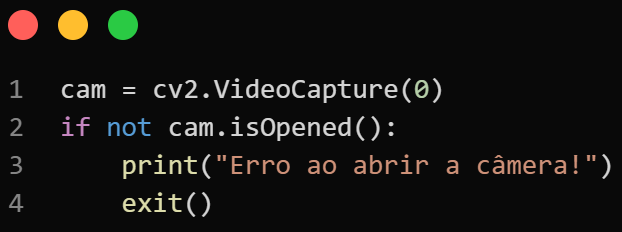 1 cam = cv2.VideoCapture(0)
2 if not cam.isOpened():
3     print("Erro ao abrir a câmera!")
4     exit()